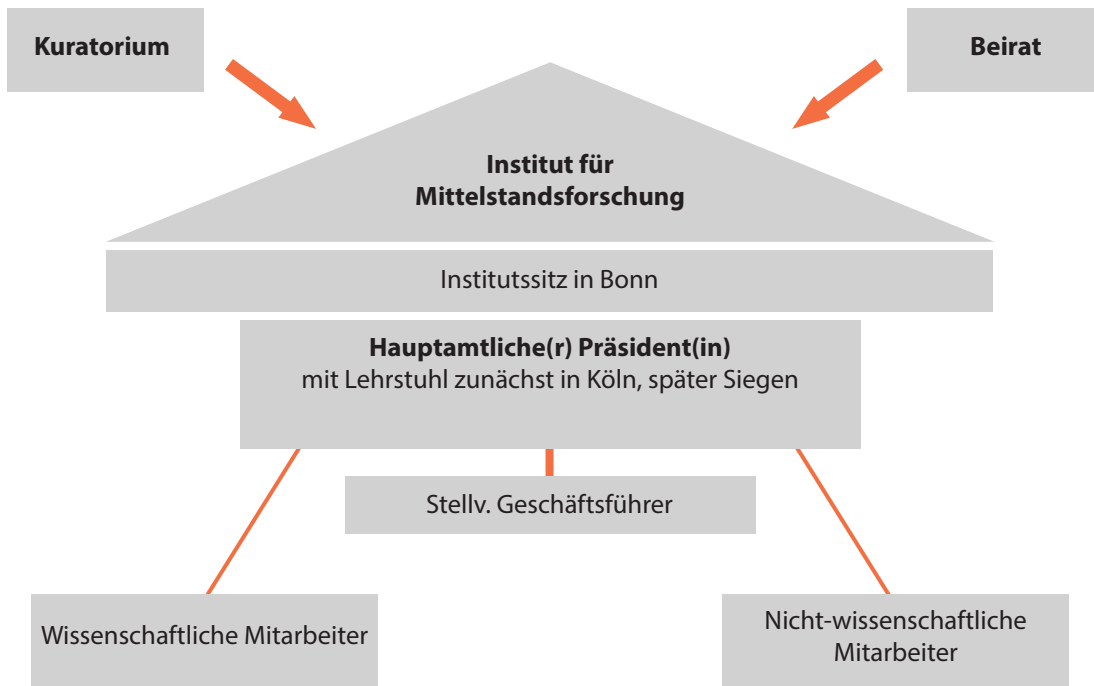 Kuratorium
Beirat
Institut für
Mittelstandsforschung
Institutssitz in Bonn
Hauptamtliche(r) Präsident(in)
mit Lehrstuhl zunächst in Köln, später Siegen
Stellv. Geschäftsführer
Wissenschaftliche Mitarbeiter
Nicht-wissenschaftliche
Mitarbeiter